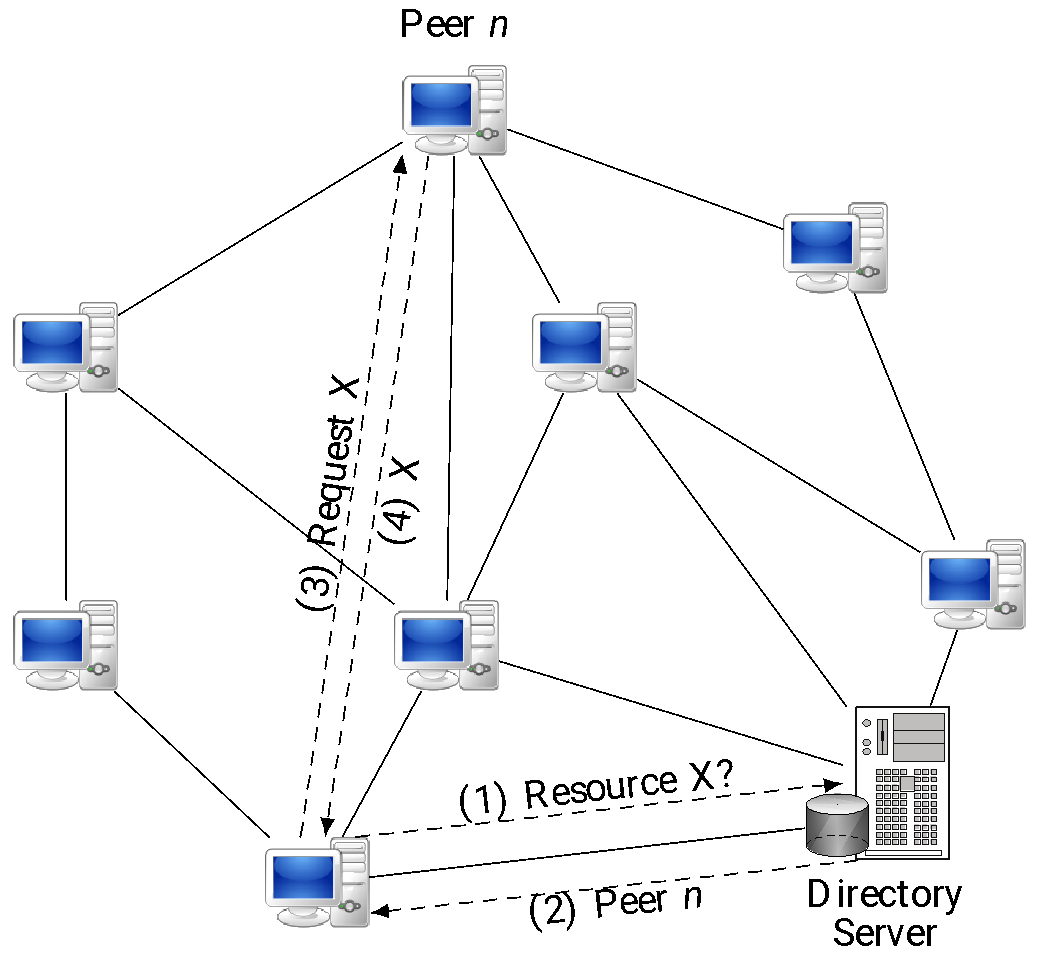 Peer n
(3) Request X
(4) X
(1) Resource X?
(2) Peer n
Directory
Server